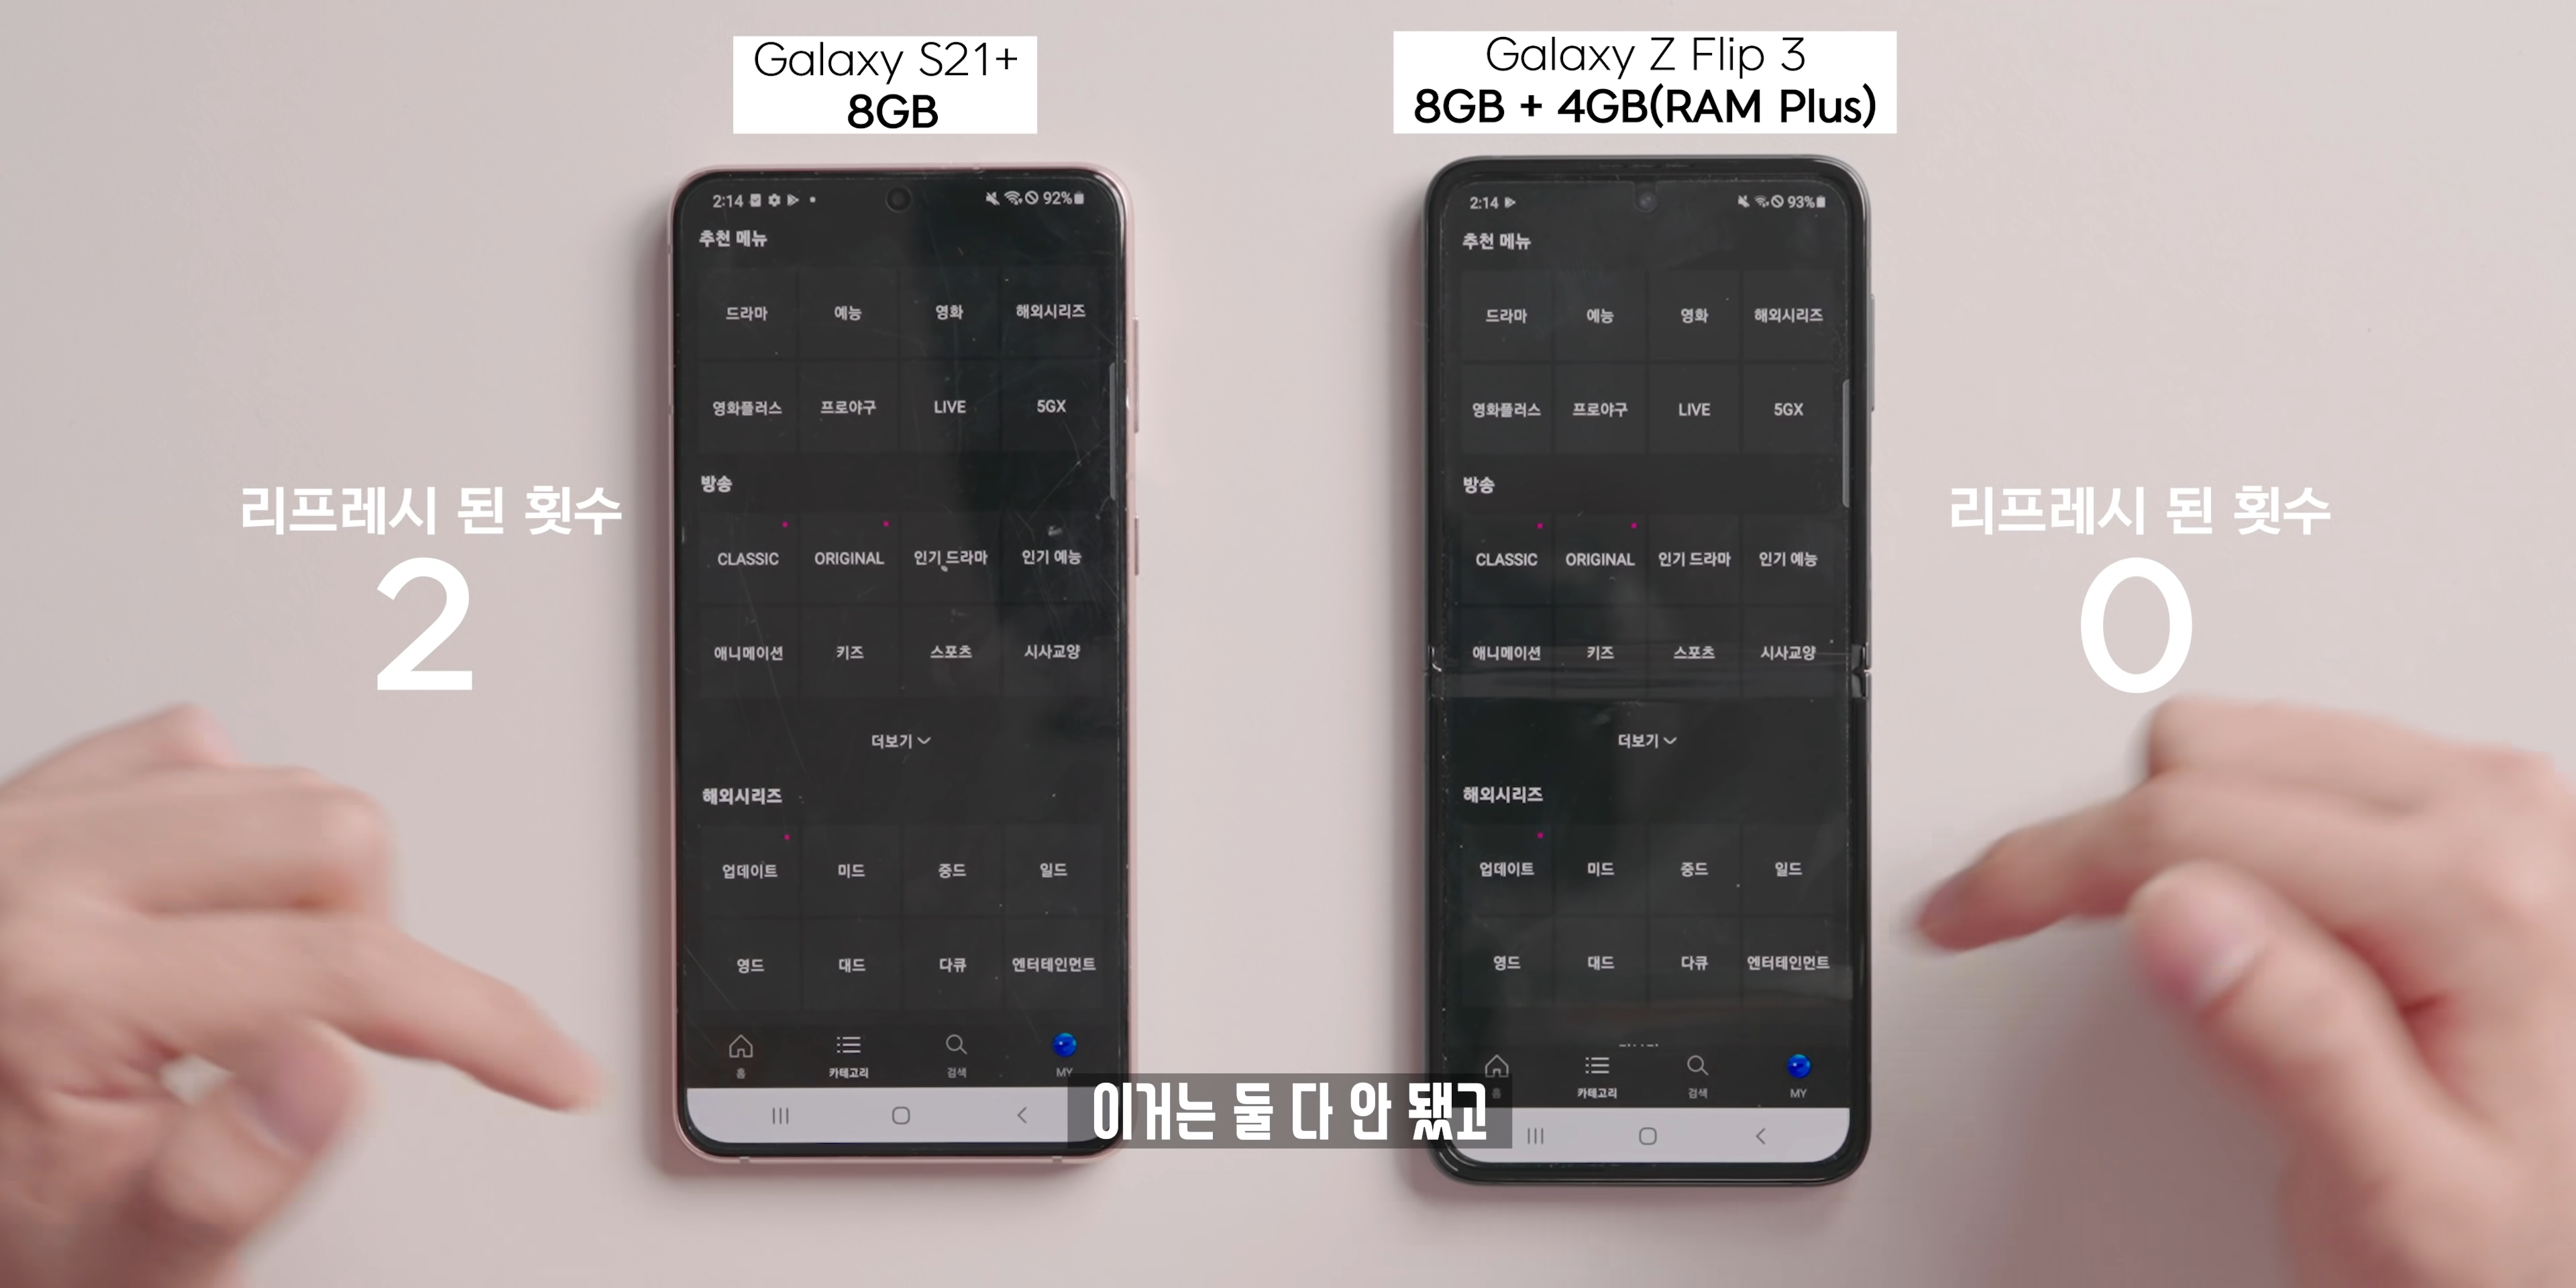 Galaxy S21+
8GB
Galaxy Z Flip 3
8GB + 4GB(RAM Plus)
리프레시 된 횟수
2
리프레시 된 횟수
0
2:14
92%
추천 메뉴
드라마 예능 영화 해외시리즈
영화플러스 프로야구 LIVE 5GX
방송
CLASSIC ORIGINAL 인기 드라마 인기 예능
애니메이션 키즈 스포츠 시사교양
더보기
해외시리즈
업데이트 미드 중드 일드
영드 대드 다큐 엔터테인먼트
홈 카테고리 검색 MY
2:14
93%
추천 메뉴
드라마 예능 영화 해외시리즈
영화플러스 프로야구 LIVE 5GX
방송
CLASSIC ORIGINAL 인기 드라마 인기 예능
애니메이션 키즈 스포츠 시사교양
더보기
해외시리즈
업데이트 미드 중드 일드
영드 대드 다큐 엔터테인먼트
홈 카테고리 검색 MY
이거는 둘 다 안 됐고